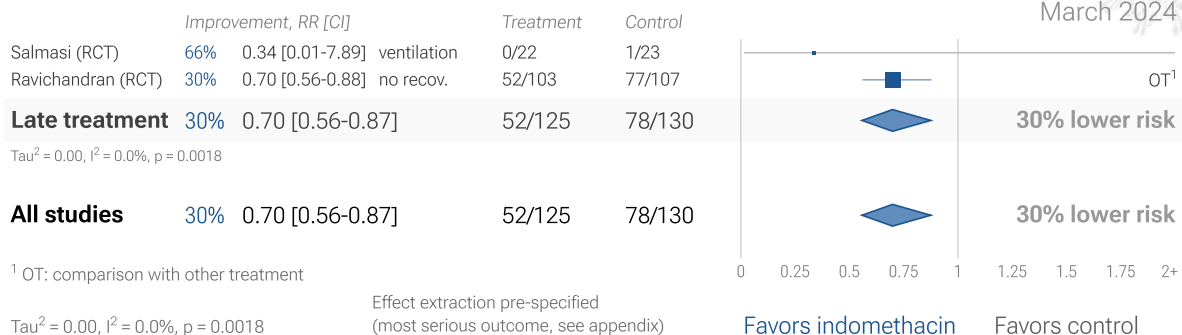 March 2024
Improvement, RR [CI] Treatment Control
Salmasi (RCT) 66% 0.34 [0.01-7.89] ventilation 0/22 1/23
Ravichandran (RCT) 30% 0.70 [0.56-0.88] no recov. 52/103 77/107 OT¹
Late treatment 30% 0.70 [0.56-0.87] 52/125 78/130 30% lower risk
Tau² = 0.00, I² = 0.0%, p = 0.0018
All studies 30% 0.70 [0.56-0.87] 52/125 78/130 30% lower risk
0 0.25 0.5 0.75 1 1.25 1.5 1.75 2+
¹ OT: comparison with other treatment
Effect extraction pre-specified
Tau² = 0.00, I² = 0.0%, p = 0.0018 (most serious outcome, see appendix) Favors indomethacin Favors control